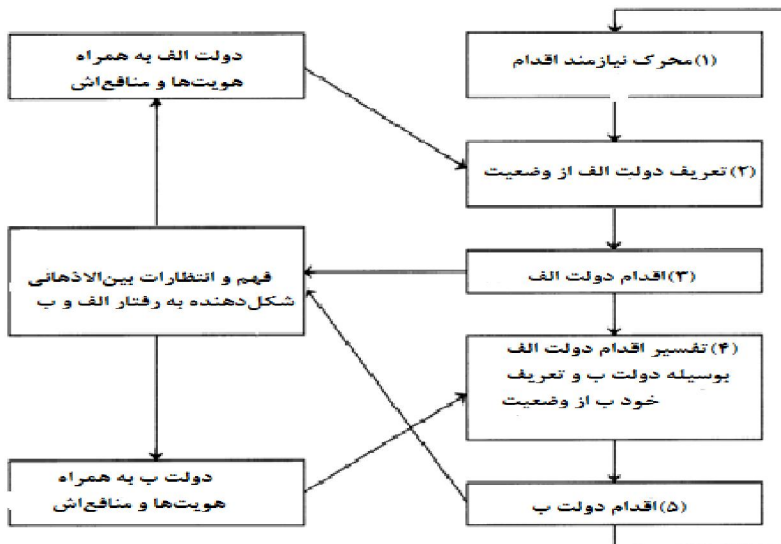 دولت الف به همراه
هویت‌ها و منافع‌اش
(۱) محرک نیازمند اقدام
(۲) تعریف دولت الف از وضعیت
فهم و انتظارات بین‌الاذهانی
شکل‌دهنده به رفتار الف و ب
(۳) اقدام دولت الف
(۴) تفسیر اقدام دولت الف
بوسیله دولت ب و تعریف
خود ب از وضعیت
دولت ب به همراه
هویت‌ها و منافع‌اش
(۵) اقدام دولت ب